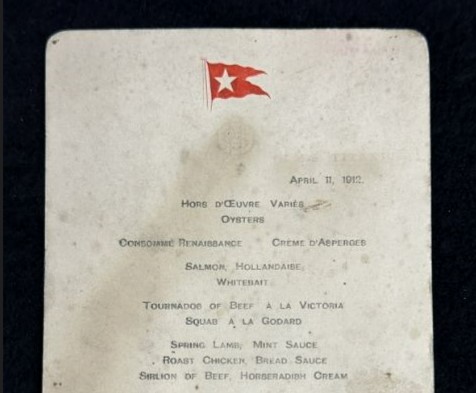 April 11, 1912.
Hors d'Œuvre Variés
Oysters
Consommé Renaissance Creme d'Asperges
Salmon, Hollandaise
Whitebait
Tournados of Beef à la Victoria
Squab à la Godard
Spring Lamb, Mint Sauce
Roast Chicken, Bread Sauce
Sirlion of Beef, Horseradish Cream